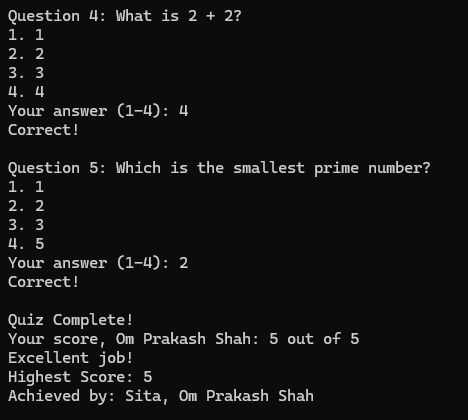 Question 4: What is 2 + 2?
1. 1
2. 2
3. 3
4. 4
Your answer (1-4): 4
Correct!
Question 5: Which is the smallest prime number?
1. 1
2. 2
3. 3
4. 5
Your answer (1-4): 2
Correct!
Quiz Complete!
Your score, Om Prakash Shah: 5 out of 5
Excellent job!
Highest Score: 5
Achieved by: Sita, Om Prakash Shah